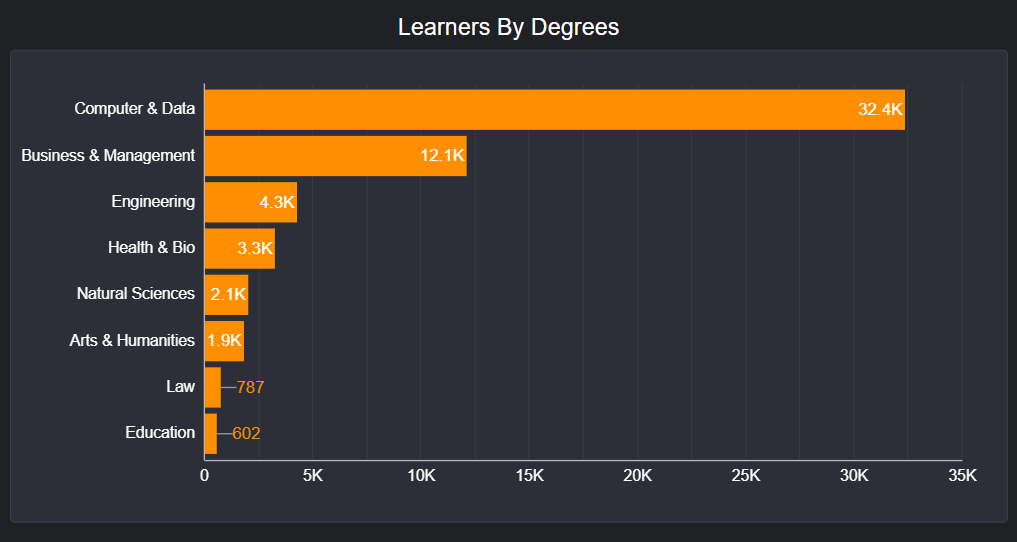 Learners By Degrees
Computer & Data 32.4K
Business & Management 12.1K
Engineering 4.3K
Health & Bio 3.3K
Natural Sciences 2.1K
Arts & Humanities 1.9K
Law 787
Education 602
0 5K 10K 15K 20K 25K 30K 35K